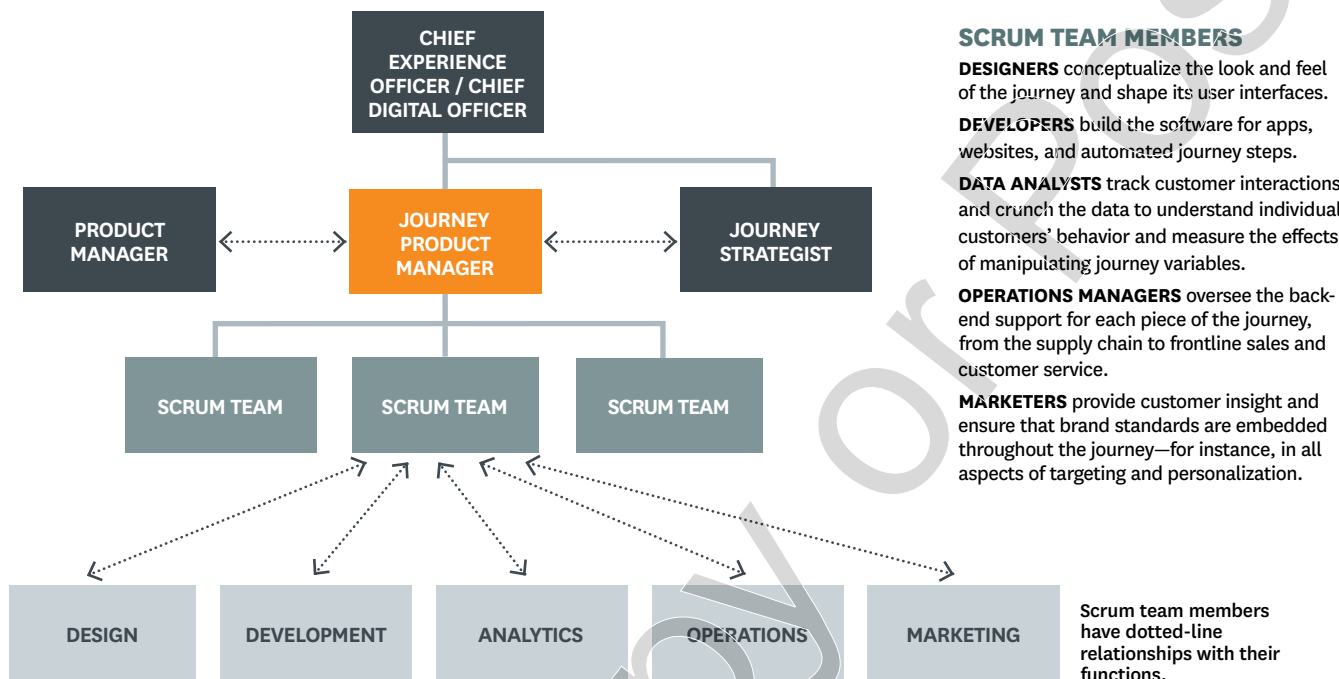 CHIEF
EXPERIENCE
OFFICER / CHIEF
DIGITAL OFFICER
PRODUCT
MANAGER
JOURNEY
PRODUCT
MANAGER
JOURNEY
STRATEGIST
SCRUM TEAM
SCRUM TEAM
SCRUM TEAM
DESIGN
DEVELOPMENT
ANALYTICS
OPERATIONS
MARKETING
SCRUM TEAM MEMBERS
DESIGNERS conceptualize the look and feel
of the journey and shape its user interfaces.
DEVELOPERS build the software for apps,
websites, and automated journey steps.
DATA ANALYSTS track customer interactions
and crunch the data to understand individual
customers’ behavior and measure the effects
of manipulating journey variables.
OPERATIONS MANAGERS oversee the back-
end support for each piece of the journey,
from the supply chain to frontline sales and
customer service.
MARKETERS provide customer insight and
ensure that brand standards are embedded
throughout the journey—for instance, in all
aspects of targeting and personalization.
Scrum team members
have dotted-line
relationships with their
functions.
or